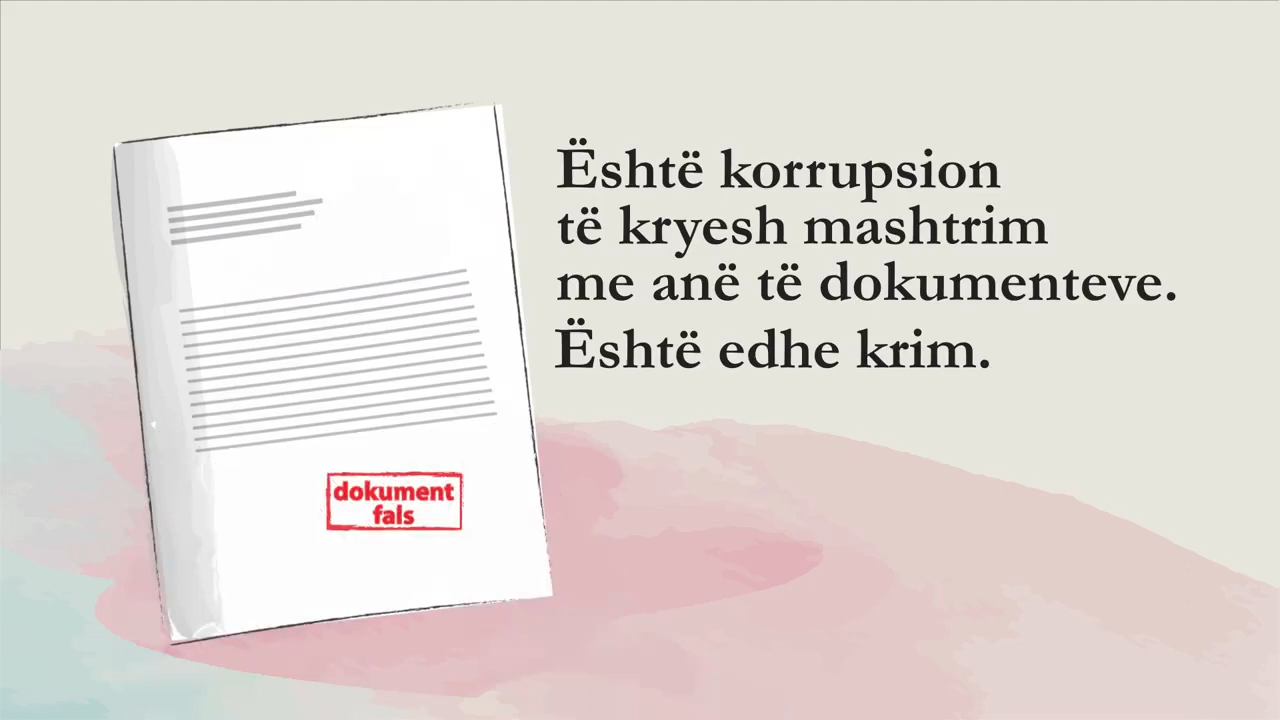 Është korrupsion
të kryesh mashtrim
me anë të dokumenteve.
Është edhe krim.
dokument
fals